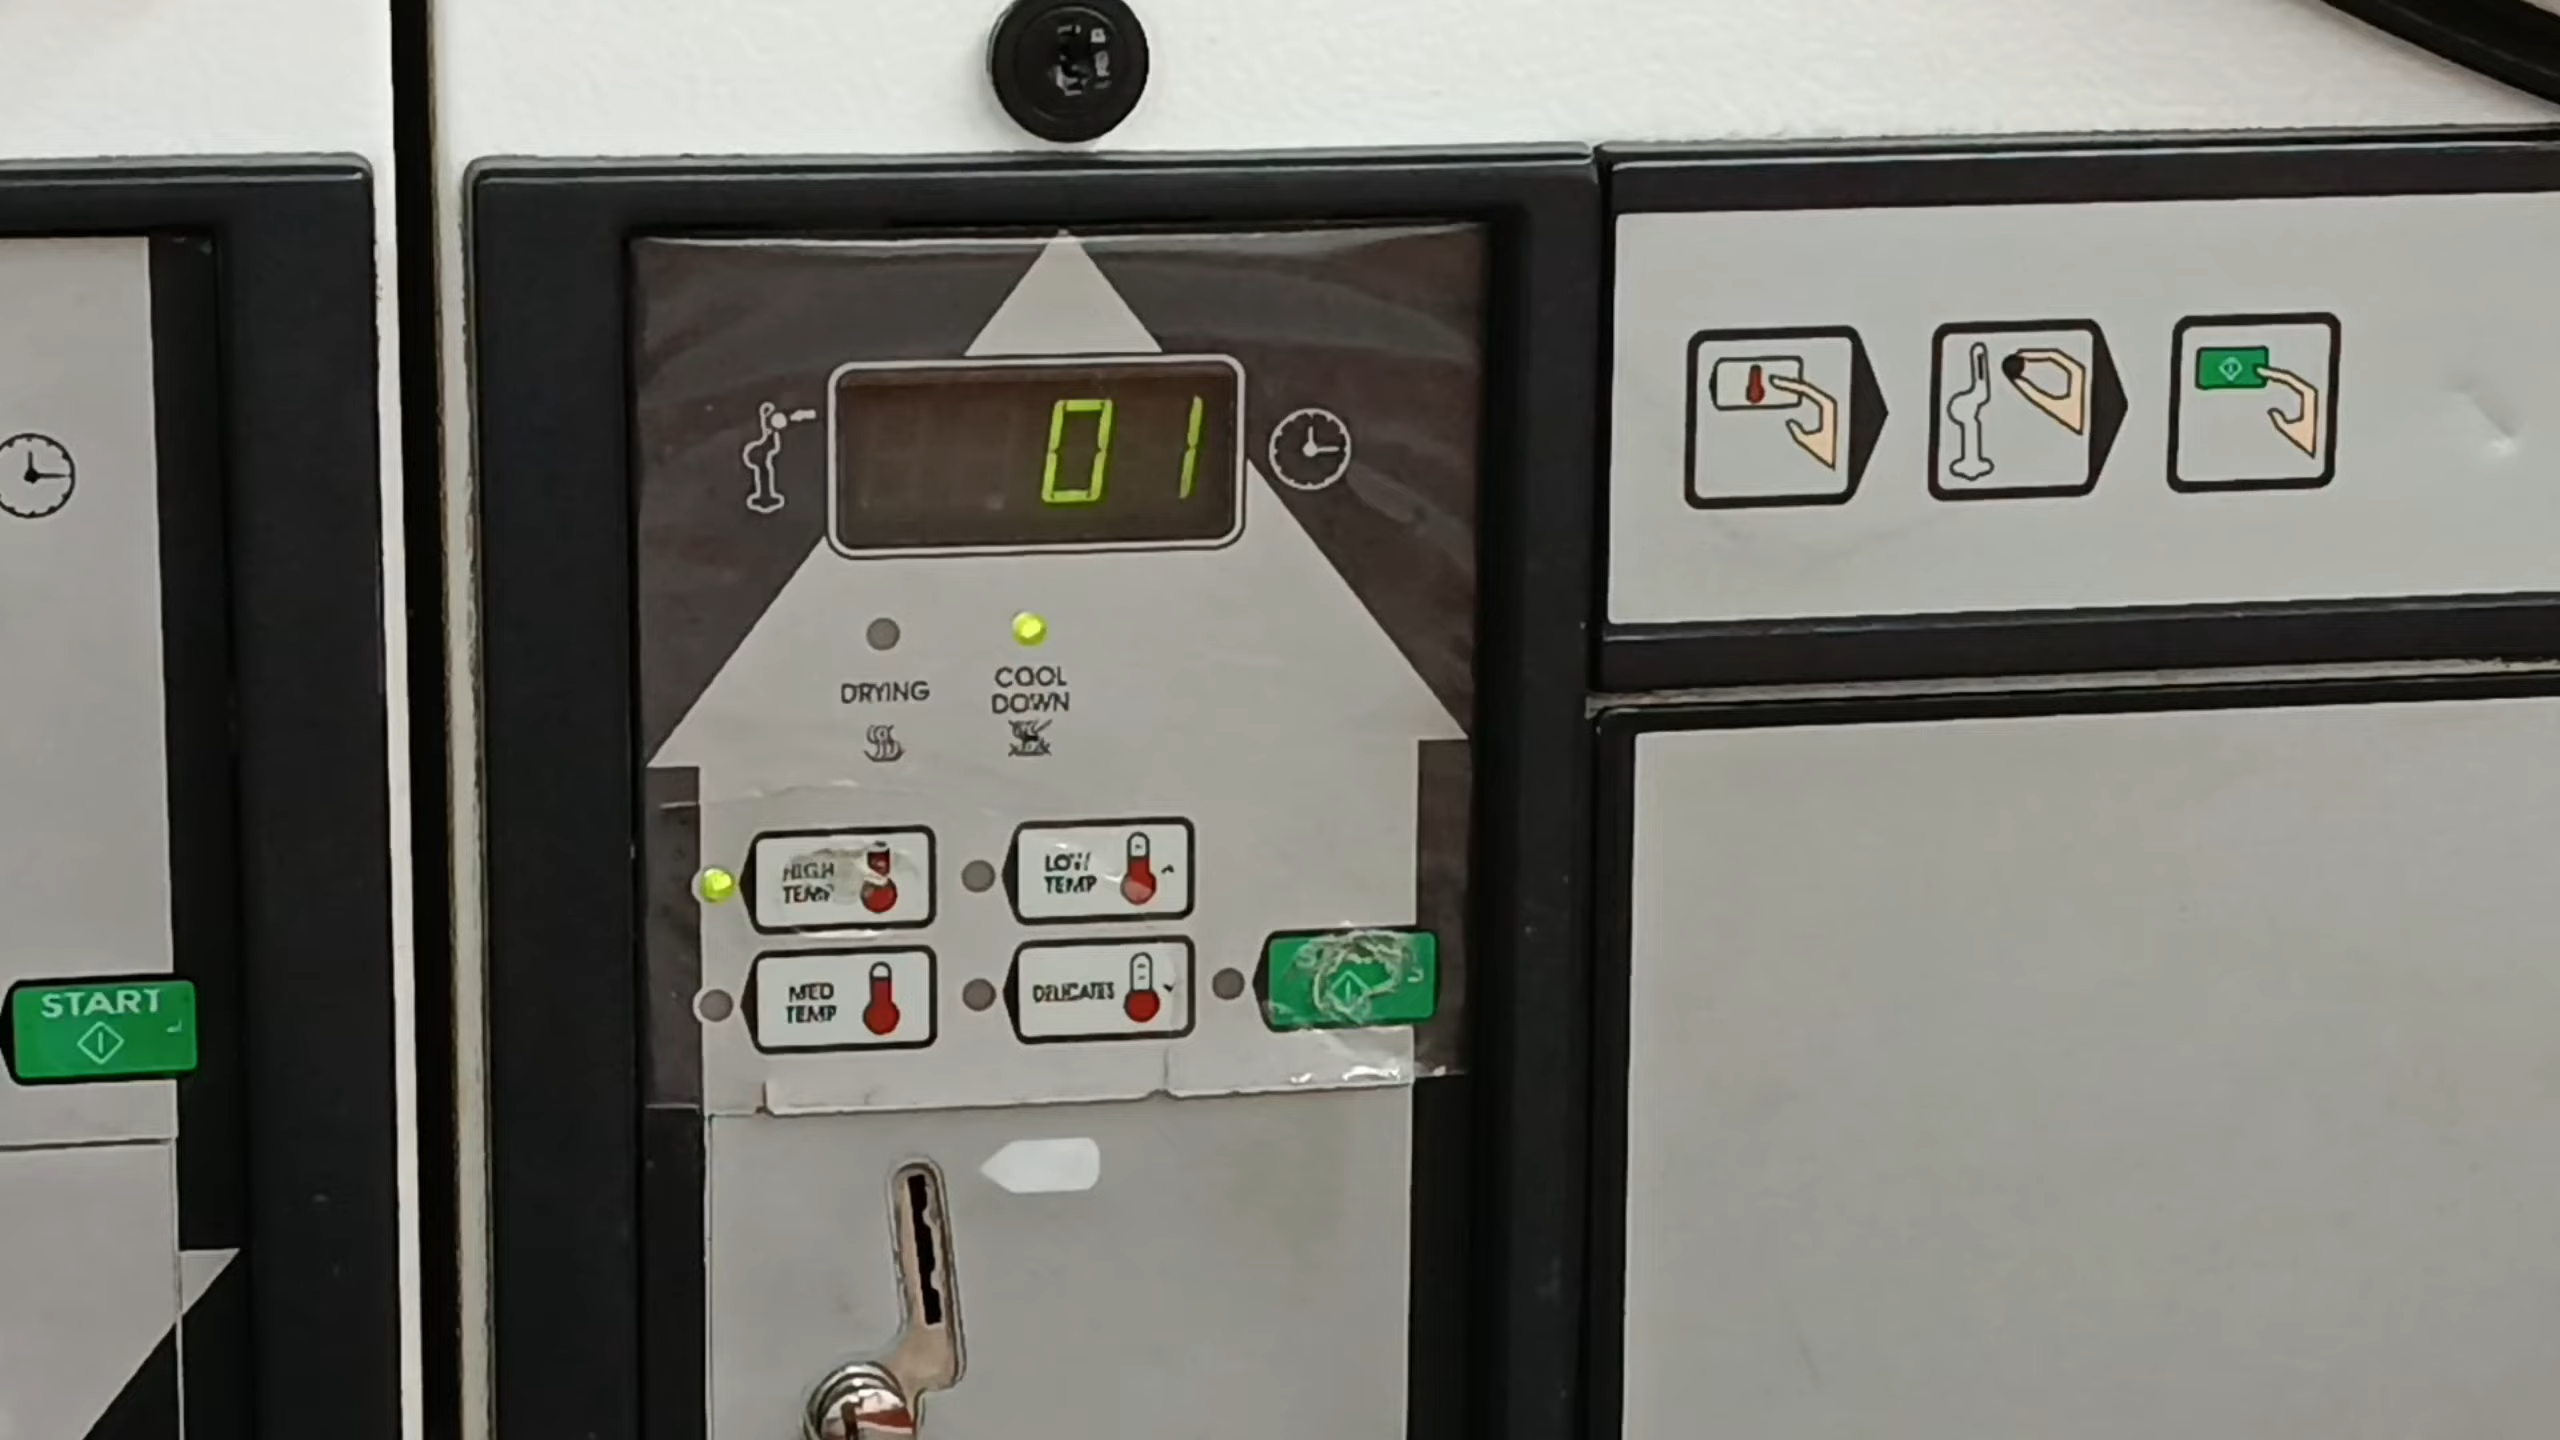 01
DRYING
COOL
DOWN
HIGH
TEMP
LOW
TEMP
MED
TEMP
DELICATES
START